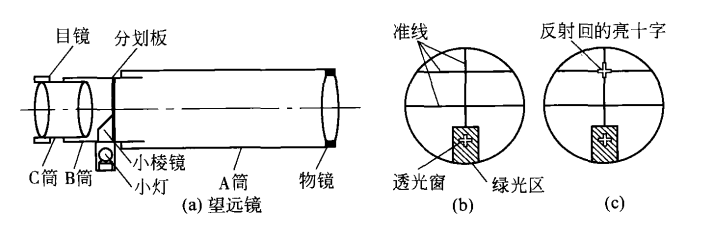 目镜
分划板
准线
反射回的亮十字
小棱镜
C筒
B筒
小灯
A筒
物镜
透光窗
绿光区
(a) 望远镜
(b)
(c)